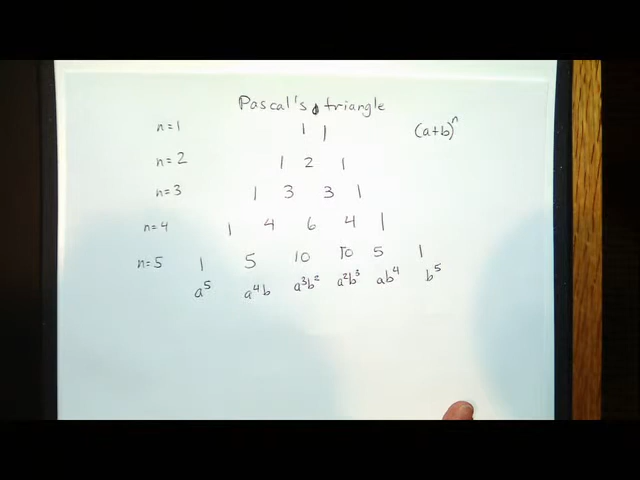 Pascal's triangle
n=1 1 1 (a+b)^n
n=2 1 2 1
n=3 1 3 3 1
n=4 1 4 6 4 1
n=5 1 5 10 10 5 1
a^5 a^4b a^3b^2 a^2b^3 ab^4 b^5